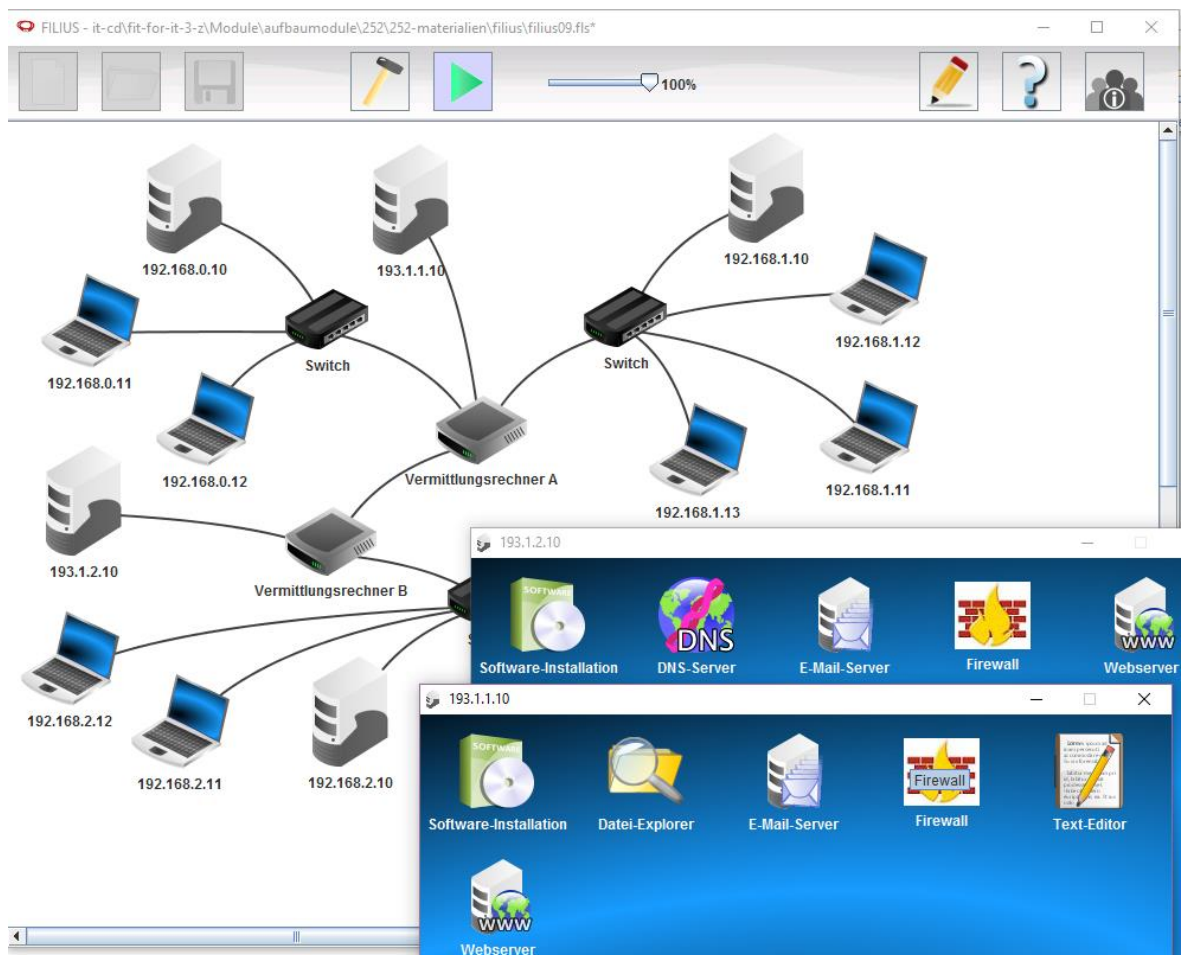 FILIUS - it-cd\fit-for-it-3-z\Module\aufbaumodule\252\252-materialien\filius\filius09.fls*
100%
192.168.0.10
193.1.1.10
192.168.1.10
192.168.1.12
Switch
Switch
192.168.0.11
192.168.0.12
Vermittlungsrechner A
192.168.1.11
192.168.1.13
193.1.2.10
Vermittlungsrechner B
192.168.2.12
192.168.2.11
192.168.2.10
193.1.2.10
SOFTWARE
DNS
WWW
Software-Installation
DNS-Server
E-Mail-Server
Firewall
Webserver
193.1.1.10
SOFTWARE
Firewall
Software-Installation
Datei-Explorer
E-Mail-Server
Firewall
Text-Editor
WWW
Webserver